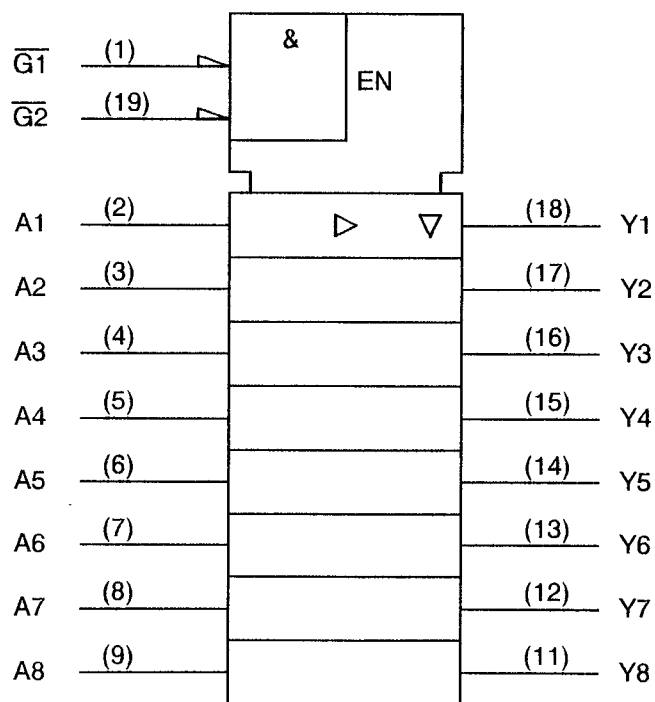 &
G1 (1)
EN
G2 (19)
A1 (2) (18) Y1
A2 (3) (17) Y2
A3 (4) (16) Y3
A4 (5) (15) Y4
A5 (6) (14) Y5
A6 (7) (13) Y6
A7 (8) (12) Y7
A8 (9) (11) Y8